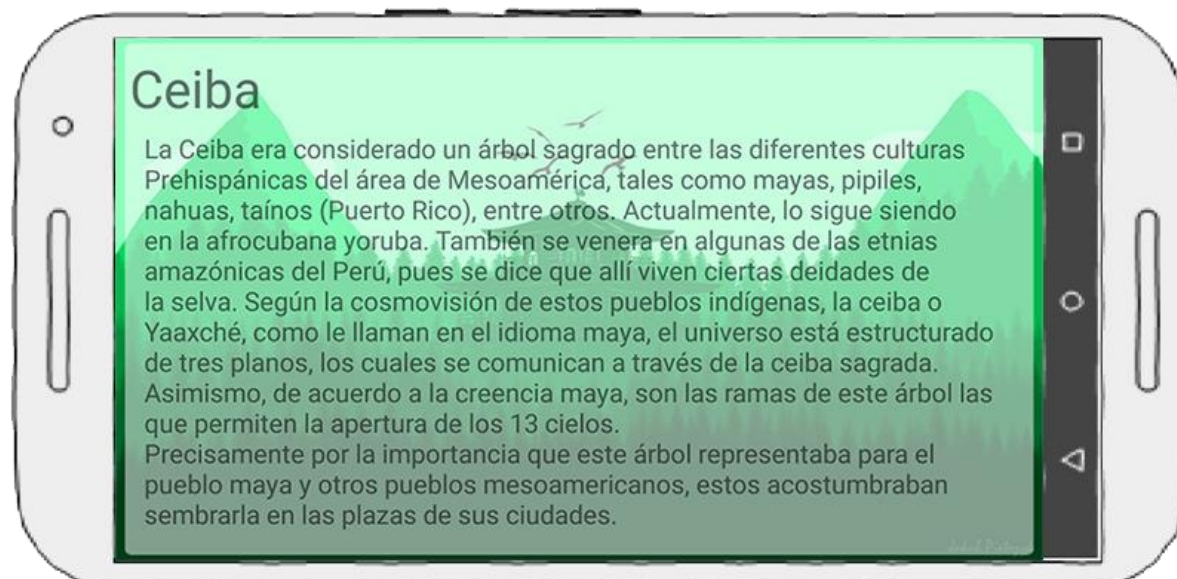 Ceiba
La Ceiba era considerado un árbol sagrado entre las diferentes culturas
Prehispánicas del área de Mesoamérica, tales como mayas, pipiles,
nahuas, taínos (Puerto Rico), entre otros. Actualmente, lo sigue siendo
en la afrocubana yoruba. También se venera en algunas de las etnias
amazónicas del Perú, pues se dice que allí viven ciertas deidades de
la selva. Según la cosmovisión de estos pueblos indígenas, la ceiba o
Yaaxché, como le llaman en el idioma maya, el universo está estructurado
de tres planos, los cuales se comunican a través de la ceiba sagrada.
Asimismo, de acuerdo a la creencia maya, son las ramas de este árbol las
que permiten la apertura de los 13 cielos.
Precisamente por la importancia que este árbol representaba para el
pueblo maya y otros pueblos mesoamericanos, estos acostumbraban
sembrarla en las plazas de sus ciudades.